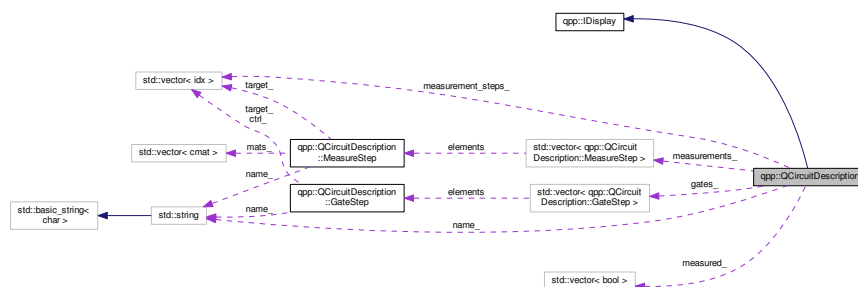 qpp::IDisplay
std::vector< idx >
target_
measurement_steps_
target_
ctrl_
std::vector< cmat >
mats_
qpp::QCircuitDescription
::MeasureStep
elements
std::vector< qpp::QCircuit
Description::MeasureStep >
measurements_
qpp::QCircuitDescription
name_
qpp::QCircuitDescription
::GateStep
elements
std::vector< qpp::QCircuit
Description::GateStep >
gates_
std::basic_string<
char >
std::string
name_
name_
std::vector< bool >
measured_